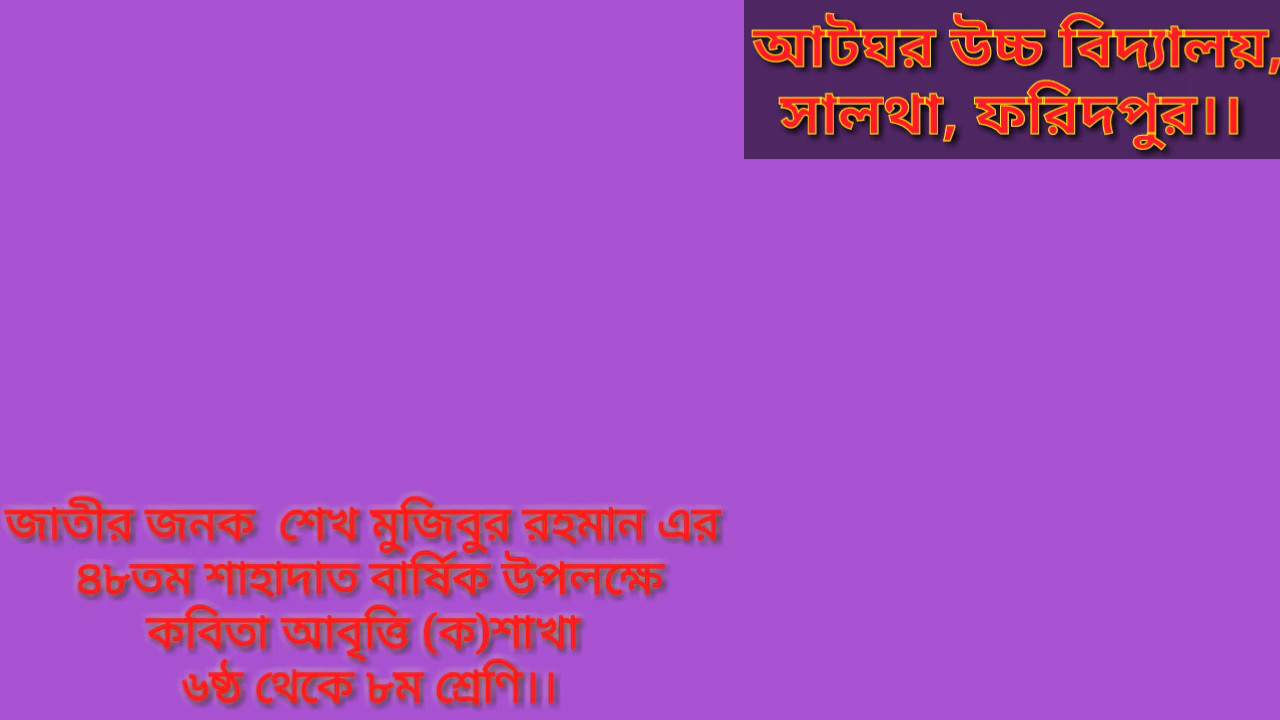 আটঘর উচ্চ বিদ্যালয়,
সালথা, ফরিদপুর।।
জাতীর জনক শেখ মুজিবুর রহমান এর
৪৮তম শাহাদাত বার্ষিক উপলক্ষে
কবিতা আবৃত্তি (ক)শাখা
৬ষ্ঠ থেকে ৮ম শ্রেণি।।